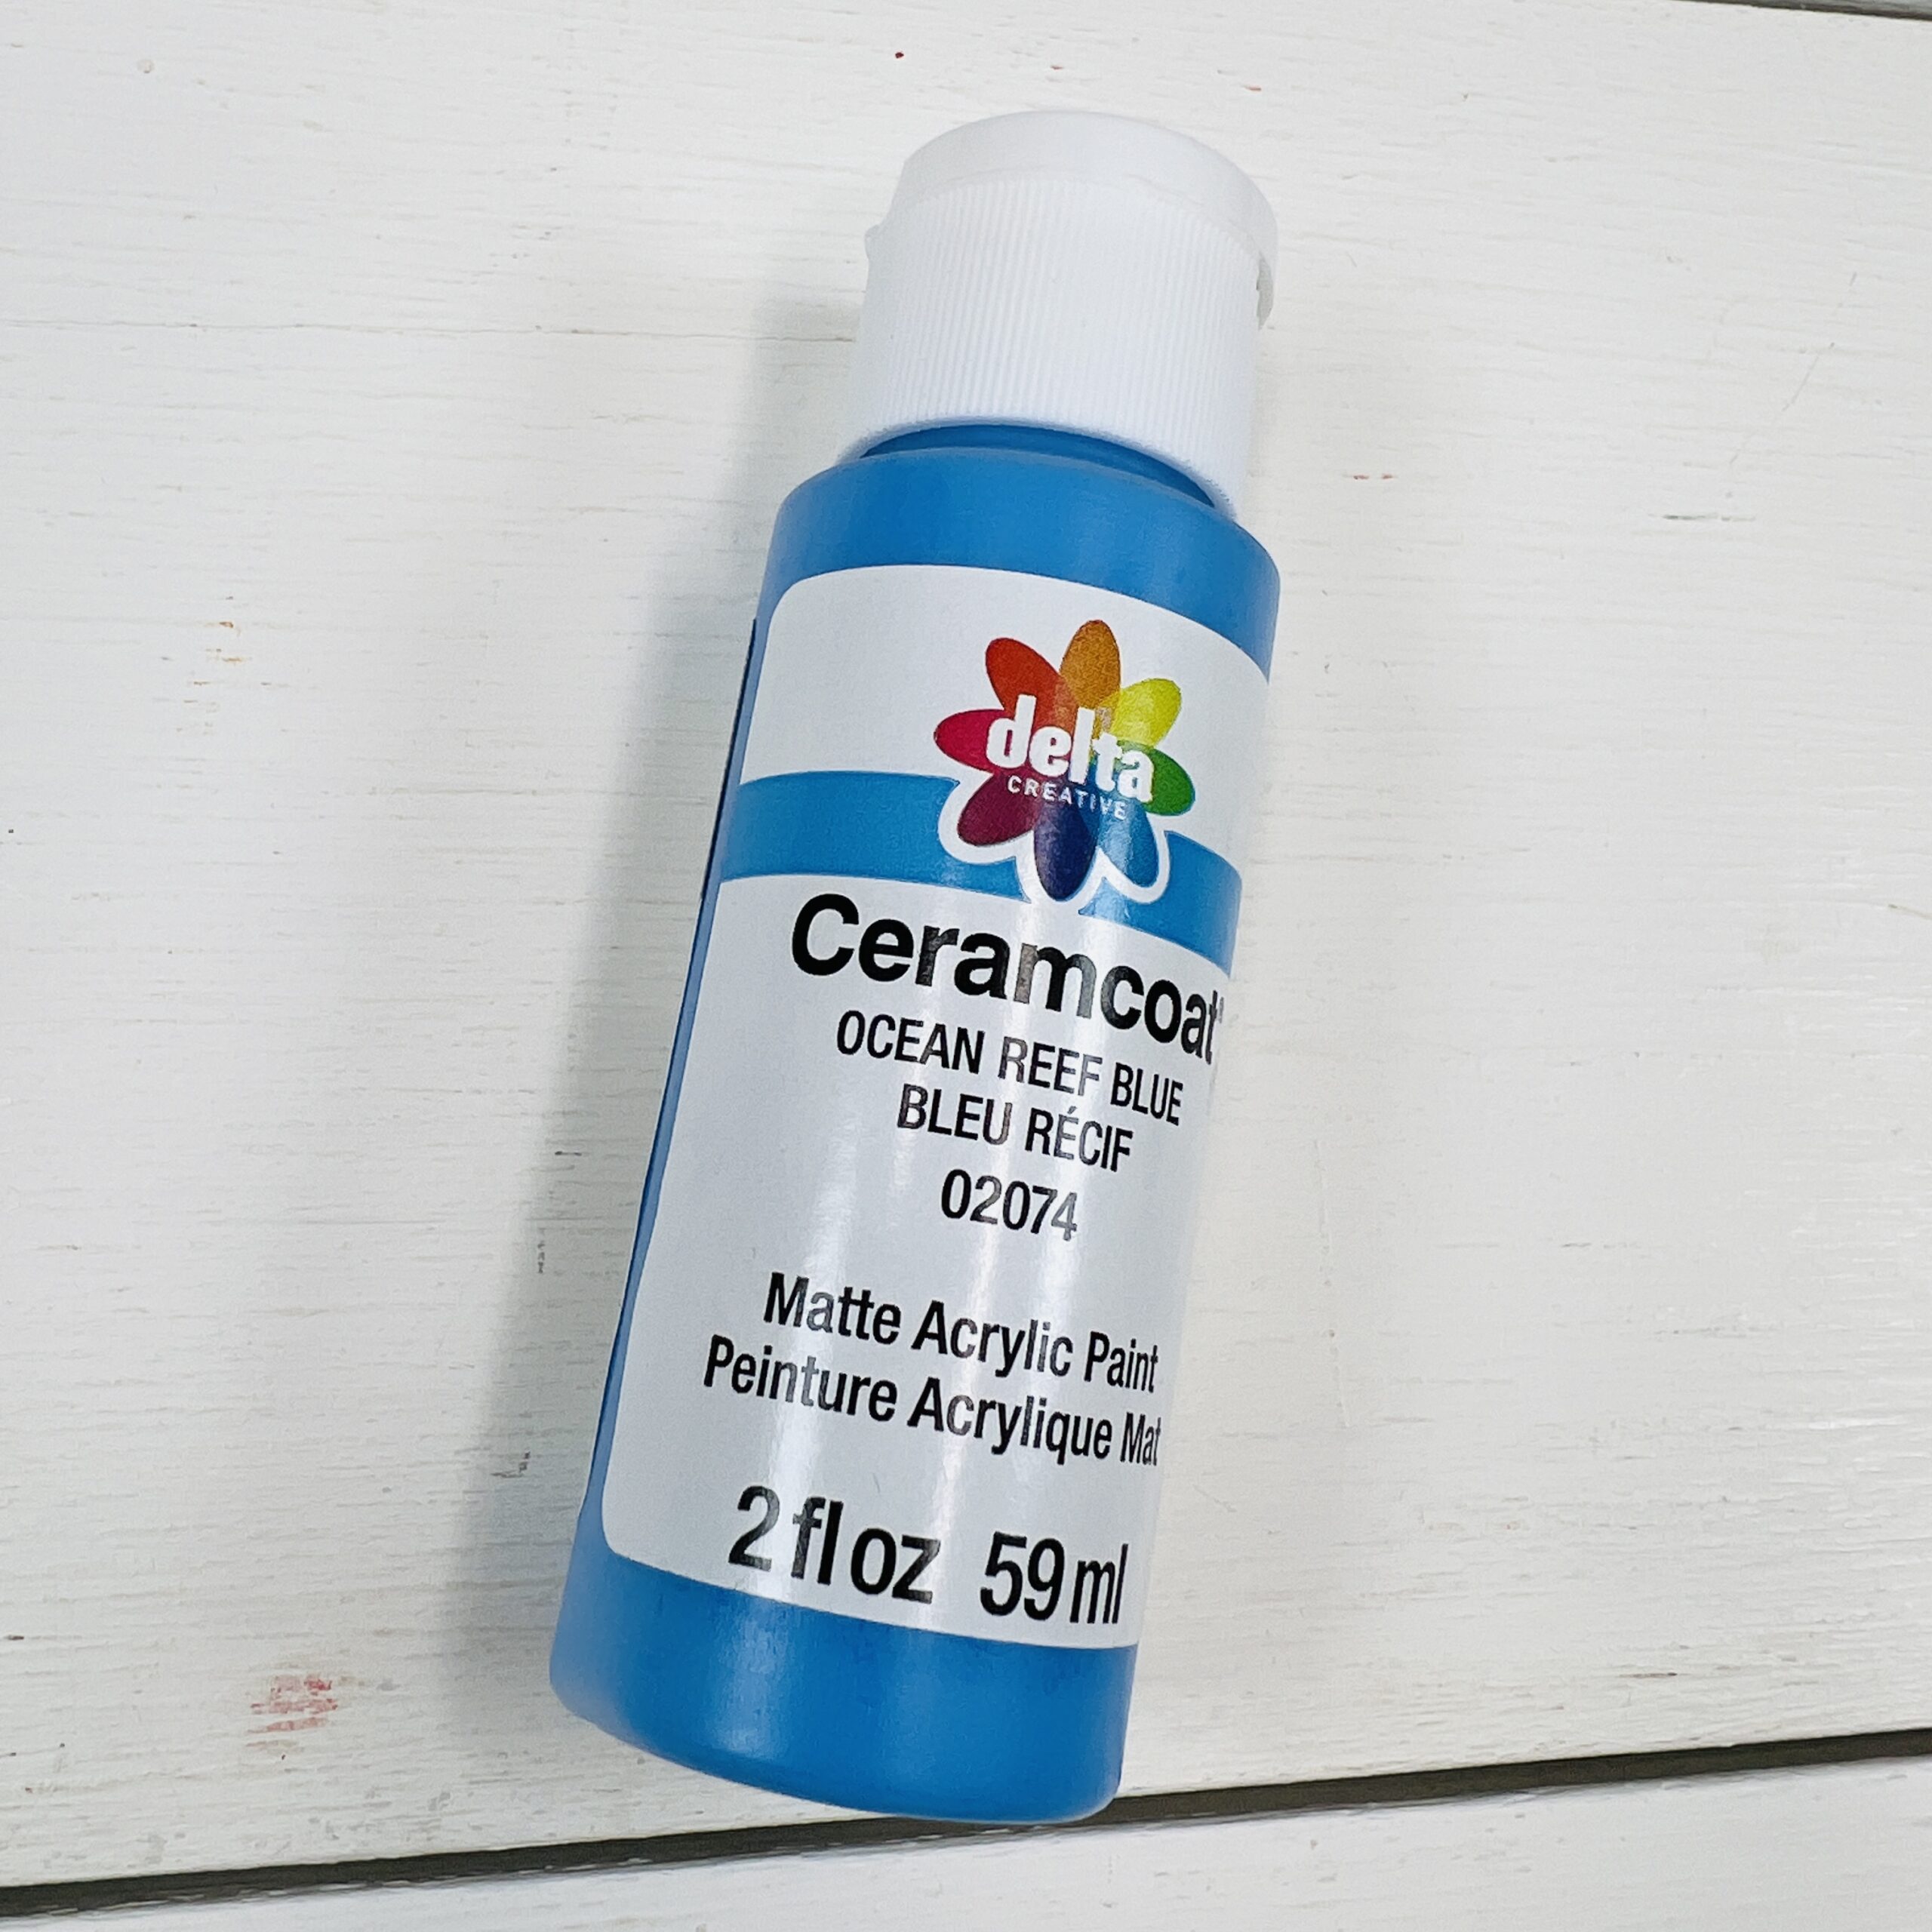 delta
CREATIVE
Ceramcoat®
OCEAN REEF BLUE
BLEU RÉCIF
02074
Matte Acrylic Paint
Peinture Acrylique Mat
2 fl oz 59 ml